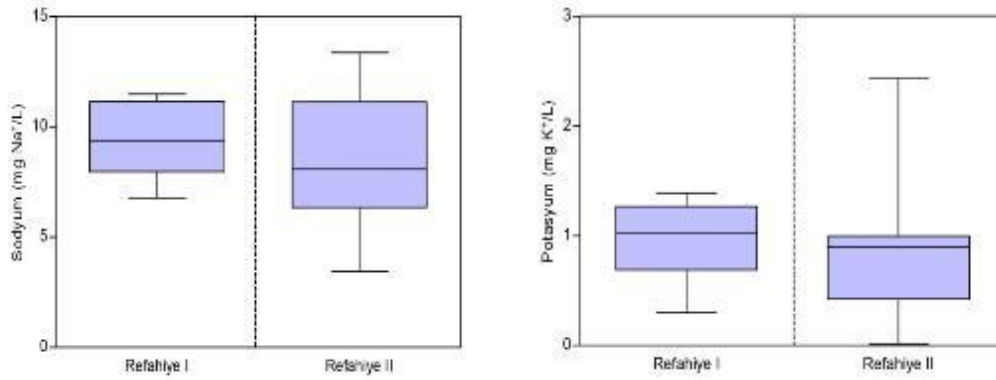 Sodyum (mg Na⁺/L)
15
10
5
0
Refahiye I
Refahiye II
Potasyum (mg K⁺/L)
3
2
1
0
Refahiye I
Refahiye II